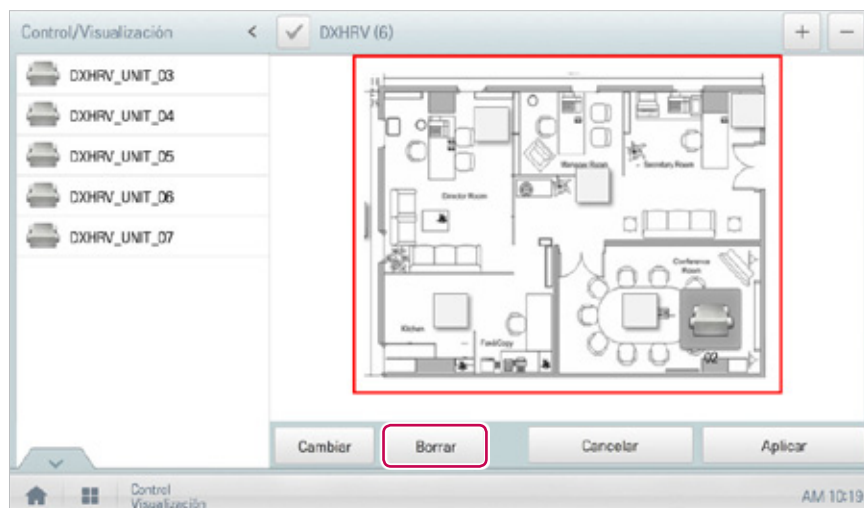 Control/Visualización
DXHRV (6)
DXHRV_UNIT_03
DXHRV_UNIT_04
DXHRV_UNIT_05
DXHRV_UNIT_06
DXHRV_UNIT_07
Manager Room
Secretary Room
Director Room
Conference
Room
Kitchen
Fax&Copy
02
Cambiar
Borrar
Cancelar
Aplicar
Control
Visualización
AM 10:19